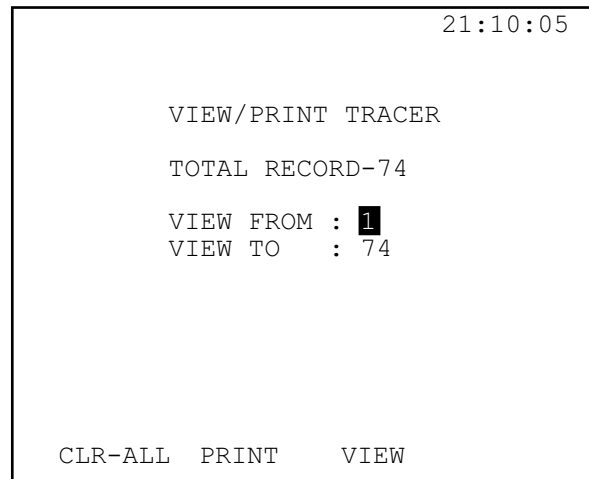 21:10:05
VIEW/PRINT TRACER
TOTAL RECORD-74
VIEW FROM : 1
VIEW TO : 74
CLR-ALL PRINT VIEW